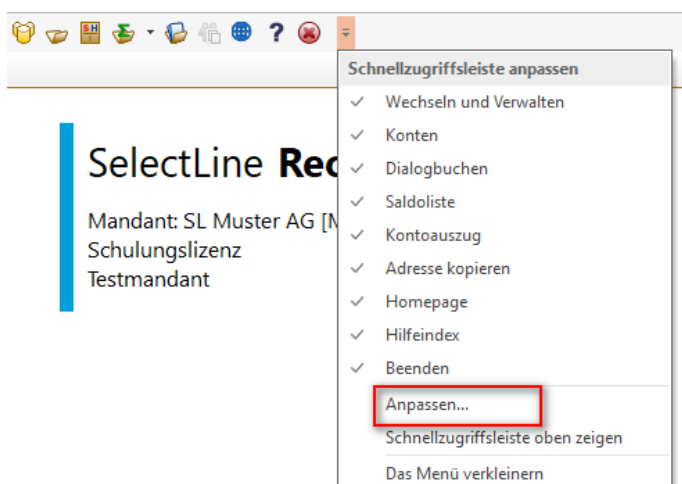 S H
?
Schnellzugriffsleiste anpassen
Wechseln und Verwalten
Konten
Dialogbuchen
Saldoliste
Kontoauszug
Adresse kopieren
Homepage
Hilfeindex
Beenden
Anpassen...
Schnellzugriffsleiste oben zeigen
Das Menü verkleinern
SelectLine Rec
Mandant: SL Muster AG [M
Schulungslizenz
Testmandant